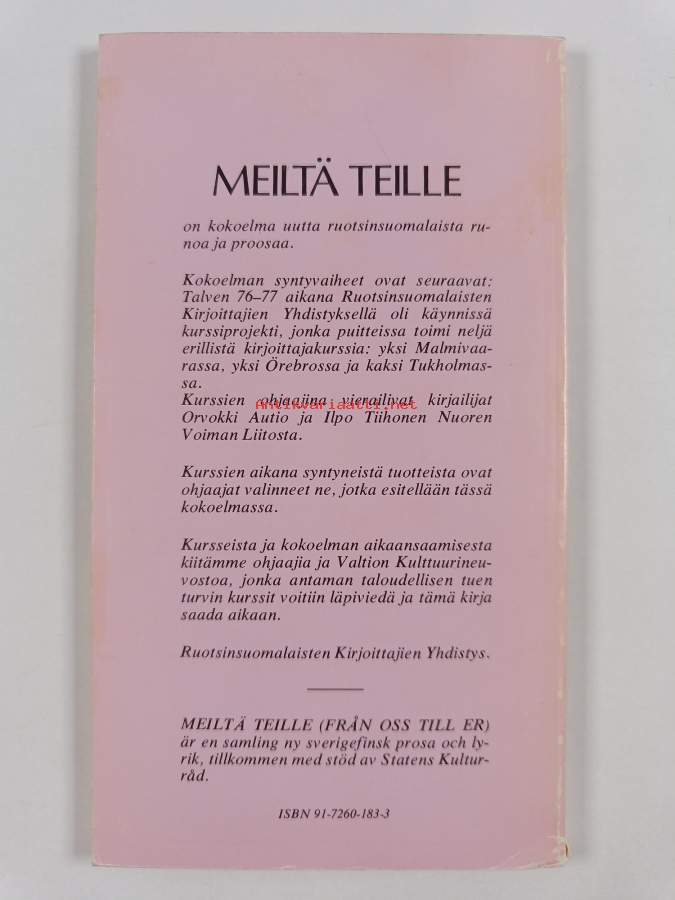 MEILTÄ TEILLE
on kokoelma uutta ruotsinsuomalaista ru-
noa ja proosaa.
Kokoelman syntyvaiheet ovat seuraavat:
Talven 76–77 aikana Ruotsinsuomalaisten
Kirjoittajien Yhdistyksellä oli käynnissä
kurssiprojekti, jonka puitteissa toimi neljä
erillistä kirjoittajakurssia: yksi Malmivaa-
rassa, yksi Örebrossa ja kaksi Tukholmas-
sa.
Kurssien ohjaajina vierailivat kirjailijat
Antikvariaatti.net
Orvokki Autio ja Ilpo Tiihonen Nuoren
Voiman Liitosta.
Kurssien aikana syntyneistä tuotteista ovat
ohjaajat valinneet ne, jotka esitellään tässä
kokoelmassa.
Kursseista ja kokoelman aikaansaamisesta
kiitämme ohjaajia ja Valtion Kulttuurineu-
vostoa, jonka antaman taloudellisen tuen
turvin kurssit voitiin läpiviedä ja tämä kirja
saada aikaan.
Ruotsinsuomalaisten Kirjoittajien Yhdistys.
MEILTÄ TEILLE (FRÅN OSS TILL ER)
är en samling ny sverigefinsk prosa och ly-
rik, tillkommen med stöd av Statens Kultur-
råd.
ISBN 91-7260-183-3